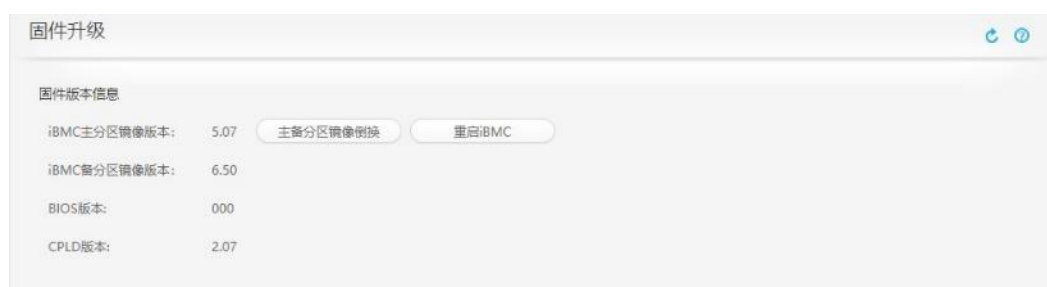 固件升级
固件版本信息
iBMC主分区镜像版本: 5.07 主备分区镜像倒换 重启iBMC
iBMC备分区镜像版本: 6.50
BIOS版本: 000
CPLD版本: 2.07